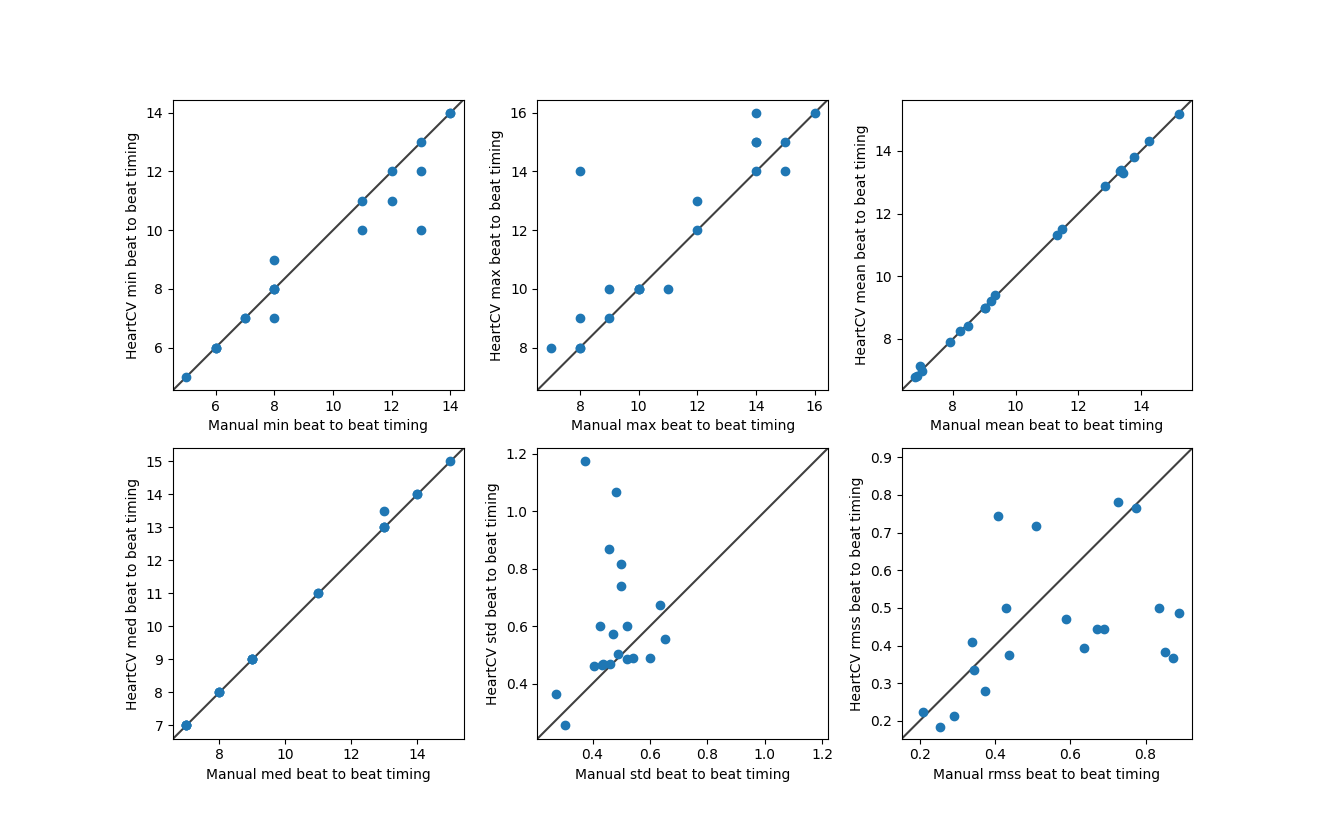 HeartCV min beat to beat timing
14
12
10
8
6
6 8 10 12 14
Manual min beat to beat timing
HeartCV max beat to beat timing
16
14
12
10
8
8 10 12 14 16
Manual max beat to beat timing
HeartCV mean beat to beat timing
14
12
10
8
8 10 12 14
Manual mean beat to beat timing
HeartCV med beat to beat timing
15
14
13
12
11
10
9
8
7
8 10 12 14
Manual med beat to beat timing
HeartCV std beat to beat timing
1.2
1.0
0.8
0.6
0.4
0.4 0.6 0.8 1.0 1.2
Manual std beat to beat timing
HeartCV rmss beat to beat timing
0.9
0.8
0.7
0.6
0.5
0.4
0.3
0.2
0.2 0.4 0.6 0.8
Manual rmss beat to beat timing